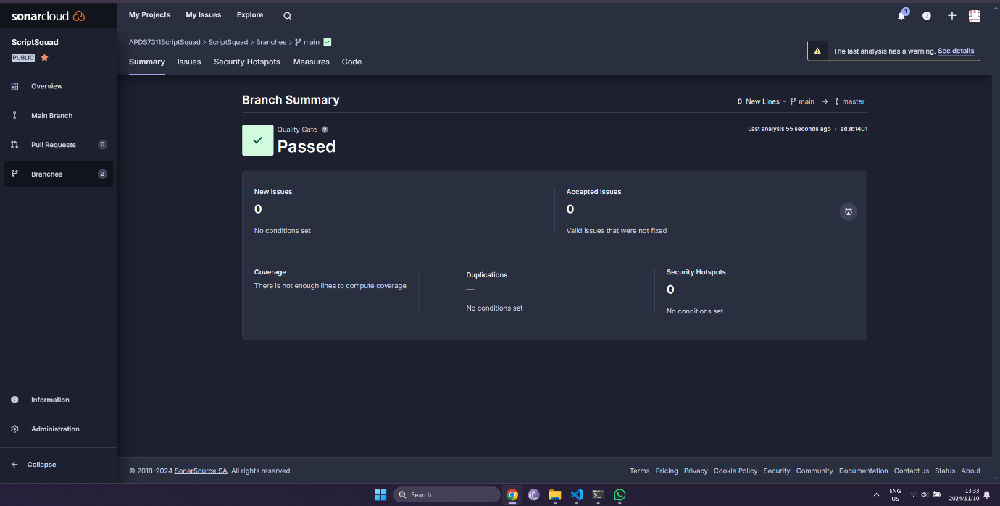 sonarcloud
My Projects My Issues Explore
1
ScriptSquad
PUBLIC
APDS7311ScriptSquad > ScriptSquad > Branches > main
The last analysis has a warning. See details
Summary Issues Security Hotspots Measures Code
Overview
Main Branch
Pull Requests 0
Branches 2
Branch Summary
0 New Lines • main → master
Quality Gate ?
Passed
Last analysis 55 seconds ago • ed3b1401
New Issues
0
No conditions set
Accepted Issues
0
Valid issues that were not fixed
Coverage
There is not enough lines to compute coverage
Duplications
—
No conditions set
Security Hotspots
0
No conditions set
Information
Administration
Collapse
© 2018-2024 SonarSource SA. All rights reserved.
Terms Pricing Privacy Cookie Policy Security Community Documentation Contact us Status About
Search
ENG
US
13:33
2024/11/10